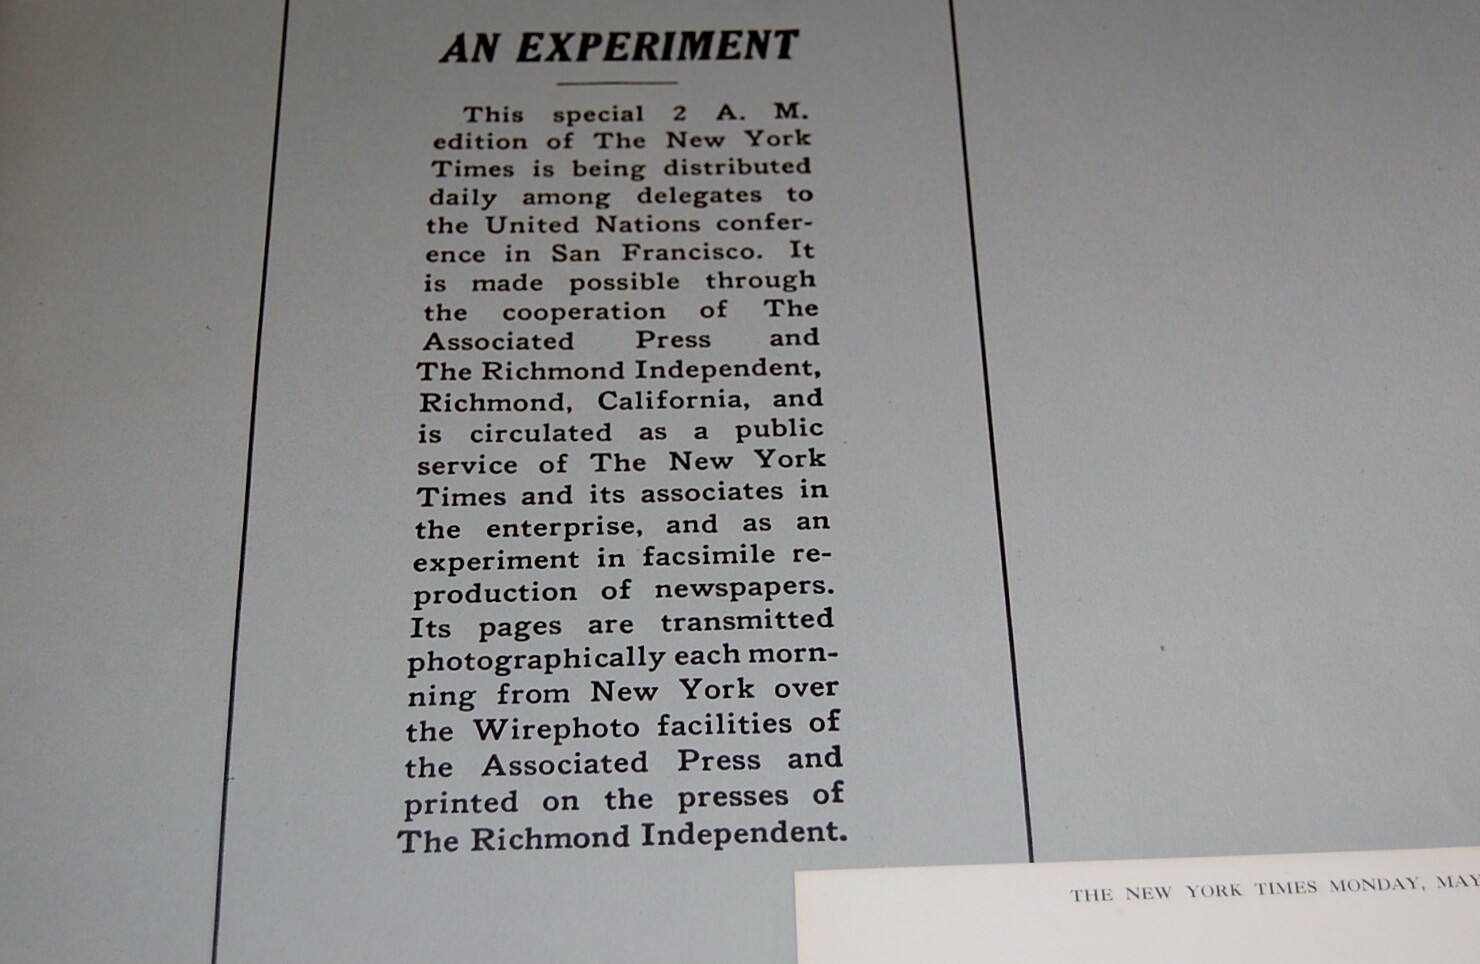 AN EXPERIMENT
This special 2 A. M.
edition of The New York
Times is being distributed
daily among delegates to
the United Nations confer-
ence in San Francisco. It
is made possible through
the cooperation of The
Associated Press and
The Richmond Independent,
Richmond, California, and
is circulated as a public
service of The New York
Times and its associates in
the enterprise, and as an
experiment in facsimile re-
production of newspapers.
Its pages are transmitted
photographically each morn-
ning from New York over
the Wirephoto facilities of
the Associated Press and
printed on the presses of
The Richmond Independent.
THE NEW YORK TIMES MONDAY, MAY